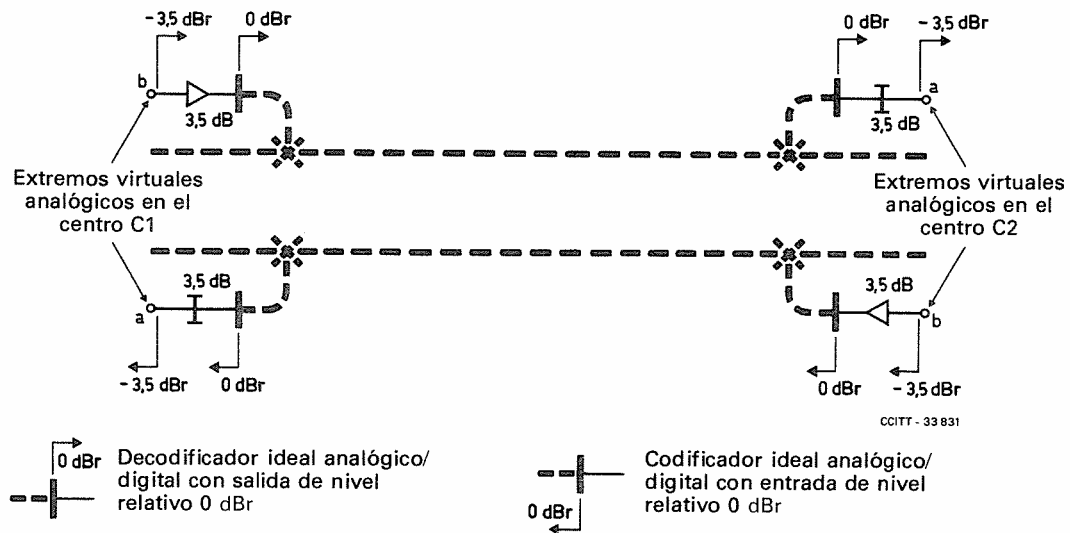 - 3,5 dBr
0 dBr
b
3,5 dB
0 dBr
- 3,5 dBr
a
3,5 dB
Extremos virtuales
analógicos en el
centro C1
Extremos virtuales
analógicos en el
centro C2
3,5 dB
a
- 3,5 dBr
0 dBr
3,5 dB
b
0 dBr
- 3,5 dBr
CCITT - 33 831
0 dBr
Decodificador ideal analógico/
digital con salida de nivel
relativo 0 dBr
0 dBr
Codificador ideal analógico/
digital con entrada de nivel
relativo 0 dBr